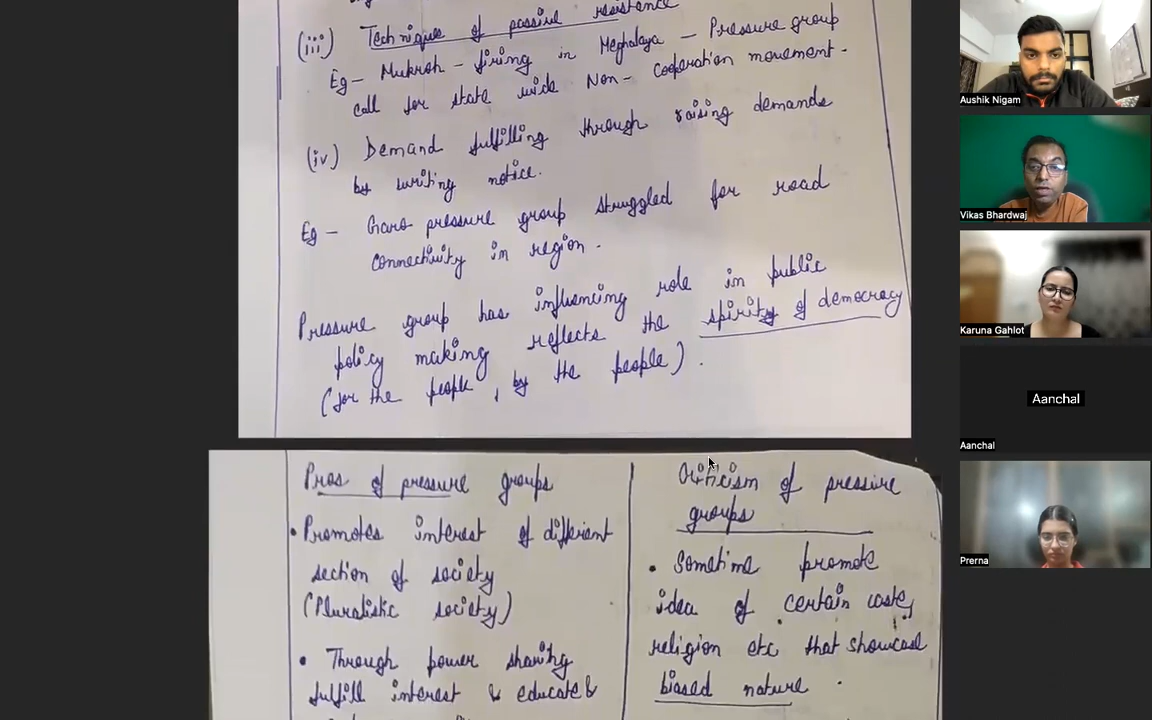 (iii) Technique of passive resistance
Eg - Mukroh - firing in Meghalaya - Pressure group
call for state wide Non - Cooperation movement.
(iv) Demand fulfilling through raising demands
by writing notice.
Eg - Garo pressure group struggled for road
connectivity in region.
Pressure group has influencing role in public
policy making reflects the spirity of democracy
(for the people, by the people).
Pros of pressure groups
• Promotes interest of different
section of society
(Pluralistic society)
• Through power sharing
fulfill interest & educate &
Criticism of pressure
groups
• Sometime promote
idea of certain caste,
religion etc that showcase
biased nature.
Aushik Nigam
Vikas Bhardwaj
Karuna Gahlot
Aanchal
Aanchal
Prerna